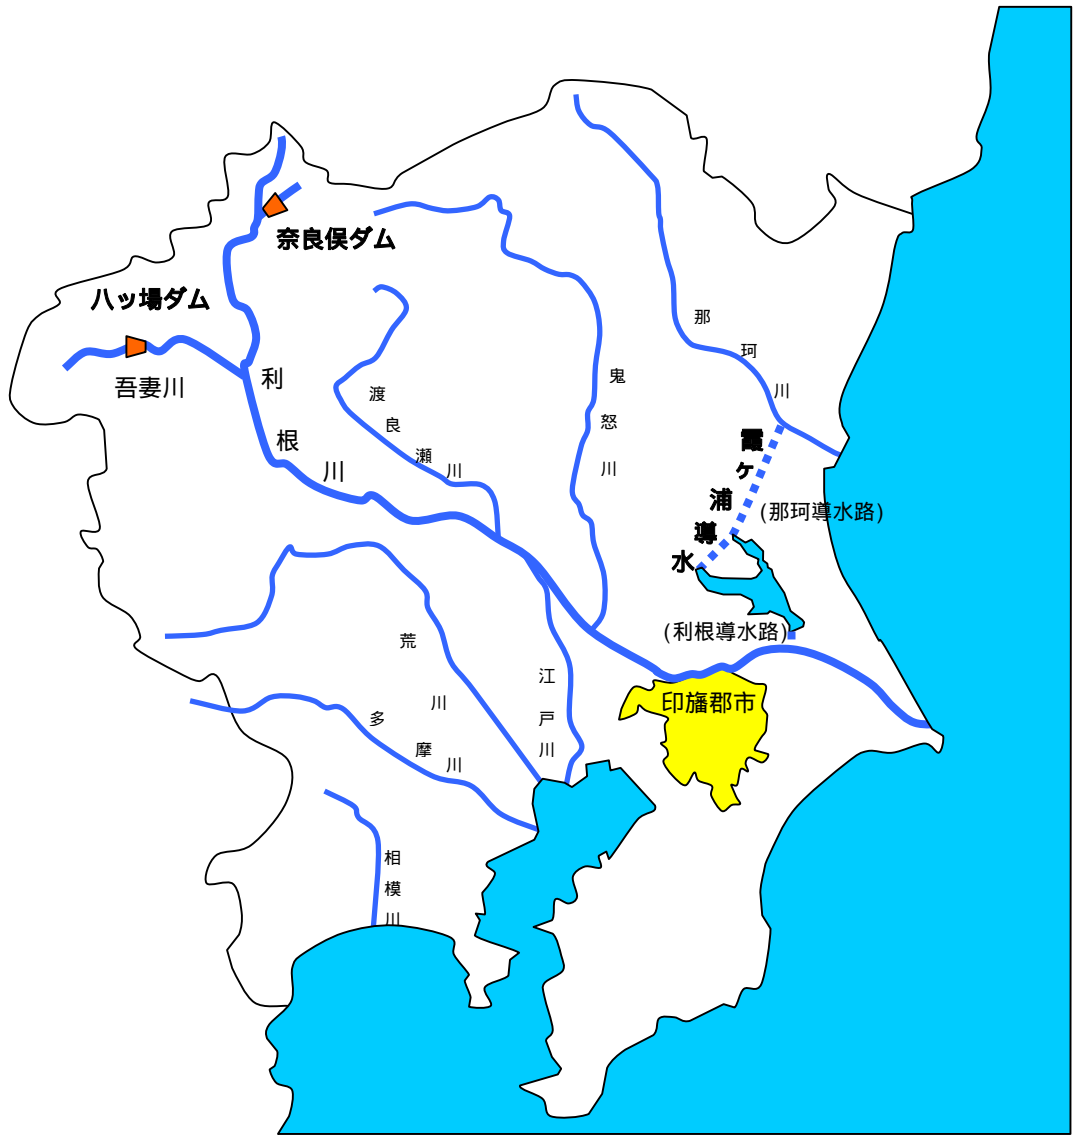 奈良俣ダム
八ッ場ダム
吾妻川
利根川
渡良瀬川
鬼怒川
那珂川
霞ヶ浦導水
(那珂導水路)
(利根導水路)
荒川
江戸川
印旛郡市
多摩川
相模川